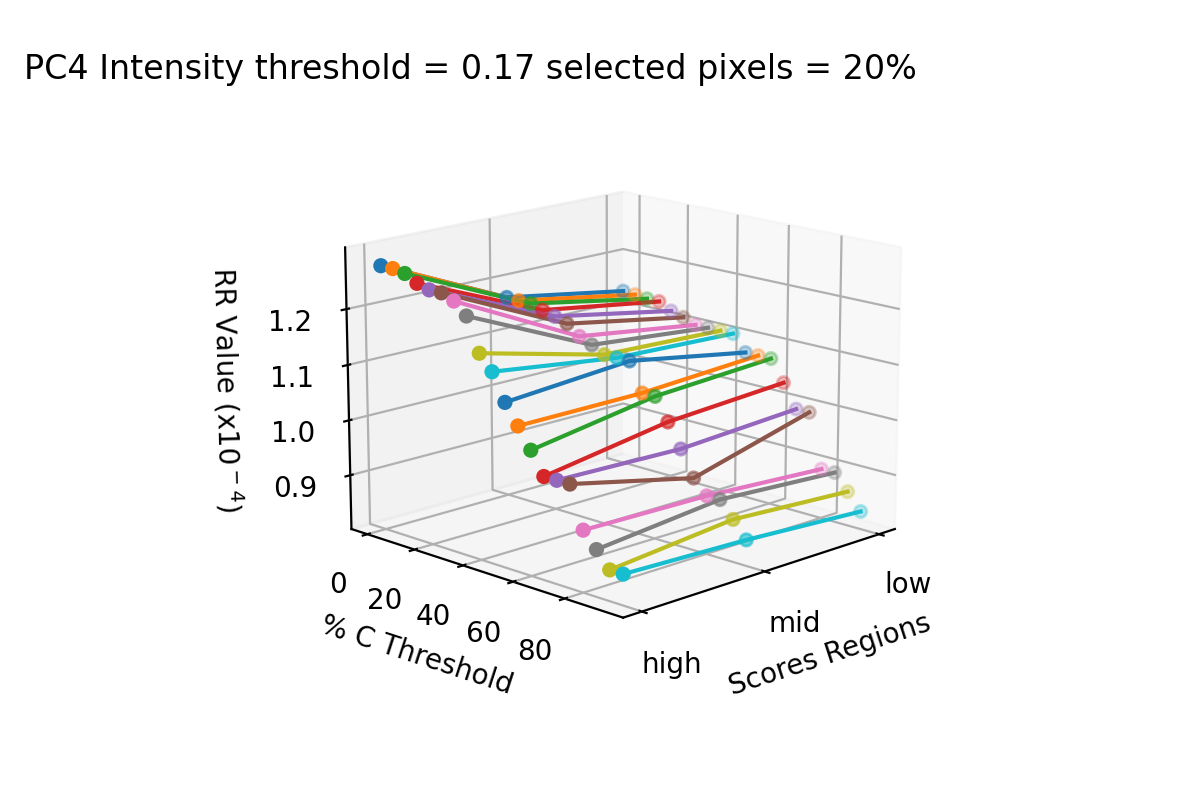 PC4 Intensity threshold = 0.17 selected pixels = 20%
RR Value (x10⁻⁴)
1.2
1.1
1.0
0.9
0
20
40
60
80
% C Threshold
high
mid
low
Scores Regions